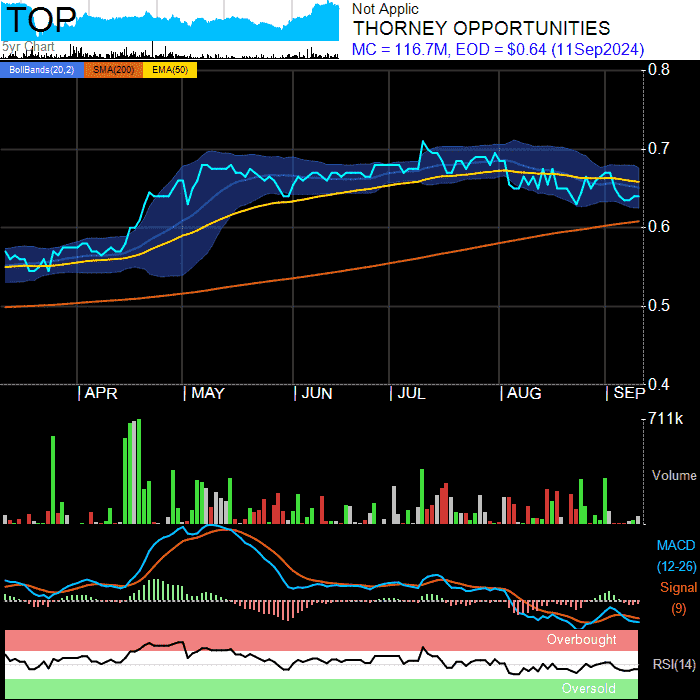 TOP
5yr Chart
Not Applic
THORNEY OPPORTUNITIES
MC = 116.7M, EOD = $0.64 (11Sep2024)
BollBands(20,2) SMA(200) EMA(50)
0.8
0.7
0.6
0.5
0.4
APR MAY JUN JUL AUG SEP
711k
Volume
MACD
(12-26)
Signal
(9)
Overbought
RSI(14)
Oversold